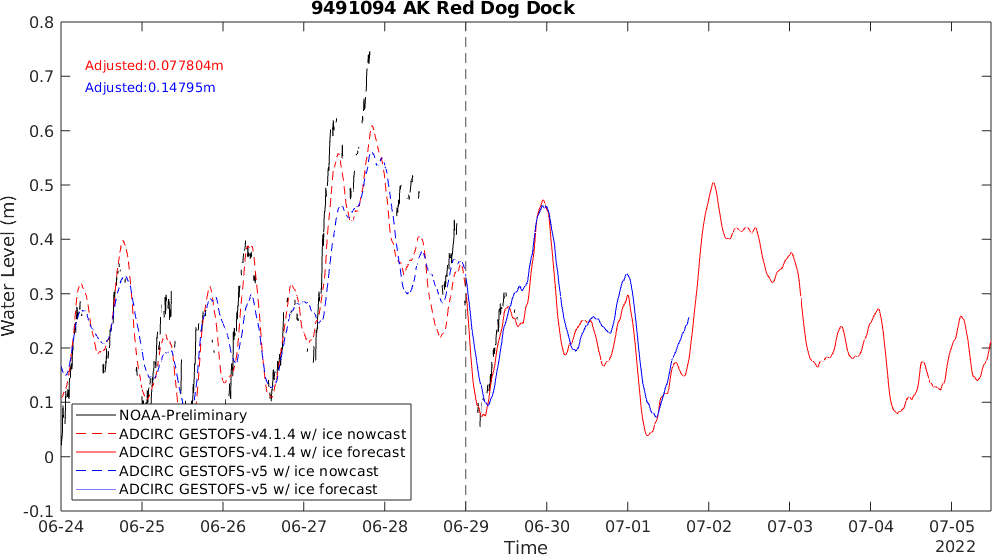 9491094 AK Red Dog Dock
Adjusted:0.077804m
Adjusted:0.14795m
Water Level (m)
0.8
0.7
0.6
0.5
0.4
0.3
0.2
0.1
0
-0.1
NOAA-Preliminary
ADCIRC GESTOFS-v4.1.4 w/ ice nowcast
ADCIRC GESTOFS-v4.1.4 w/ ice forecast
ADCIRC GESTOFS-v5 w/ ice nowcast
ADCIRC GESTOFS-v5 w/ ice forecast
06-24 06-25 06-26 06-27 06-28 06-29 06-30 07-01 07-02 07-03 07-04 07-05
Time
2022